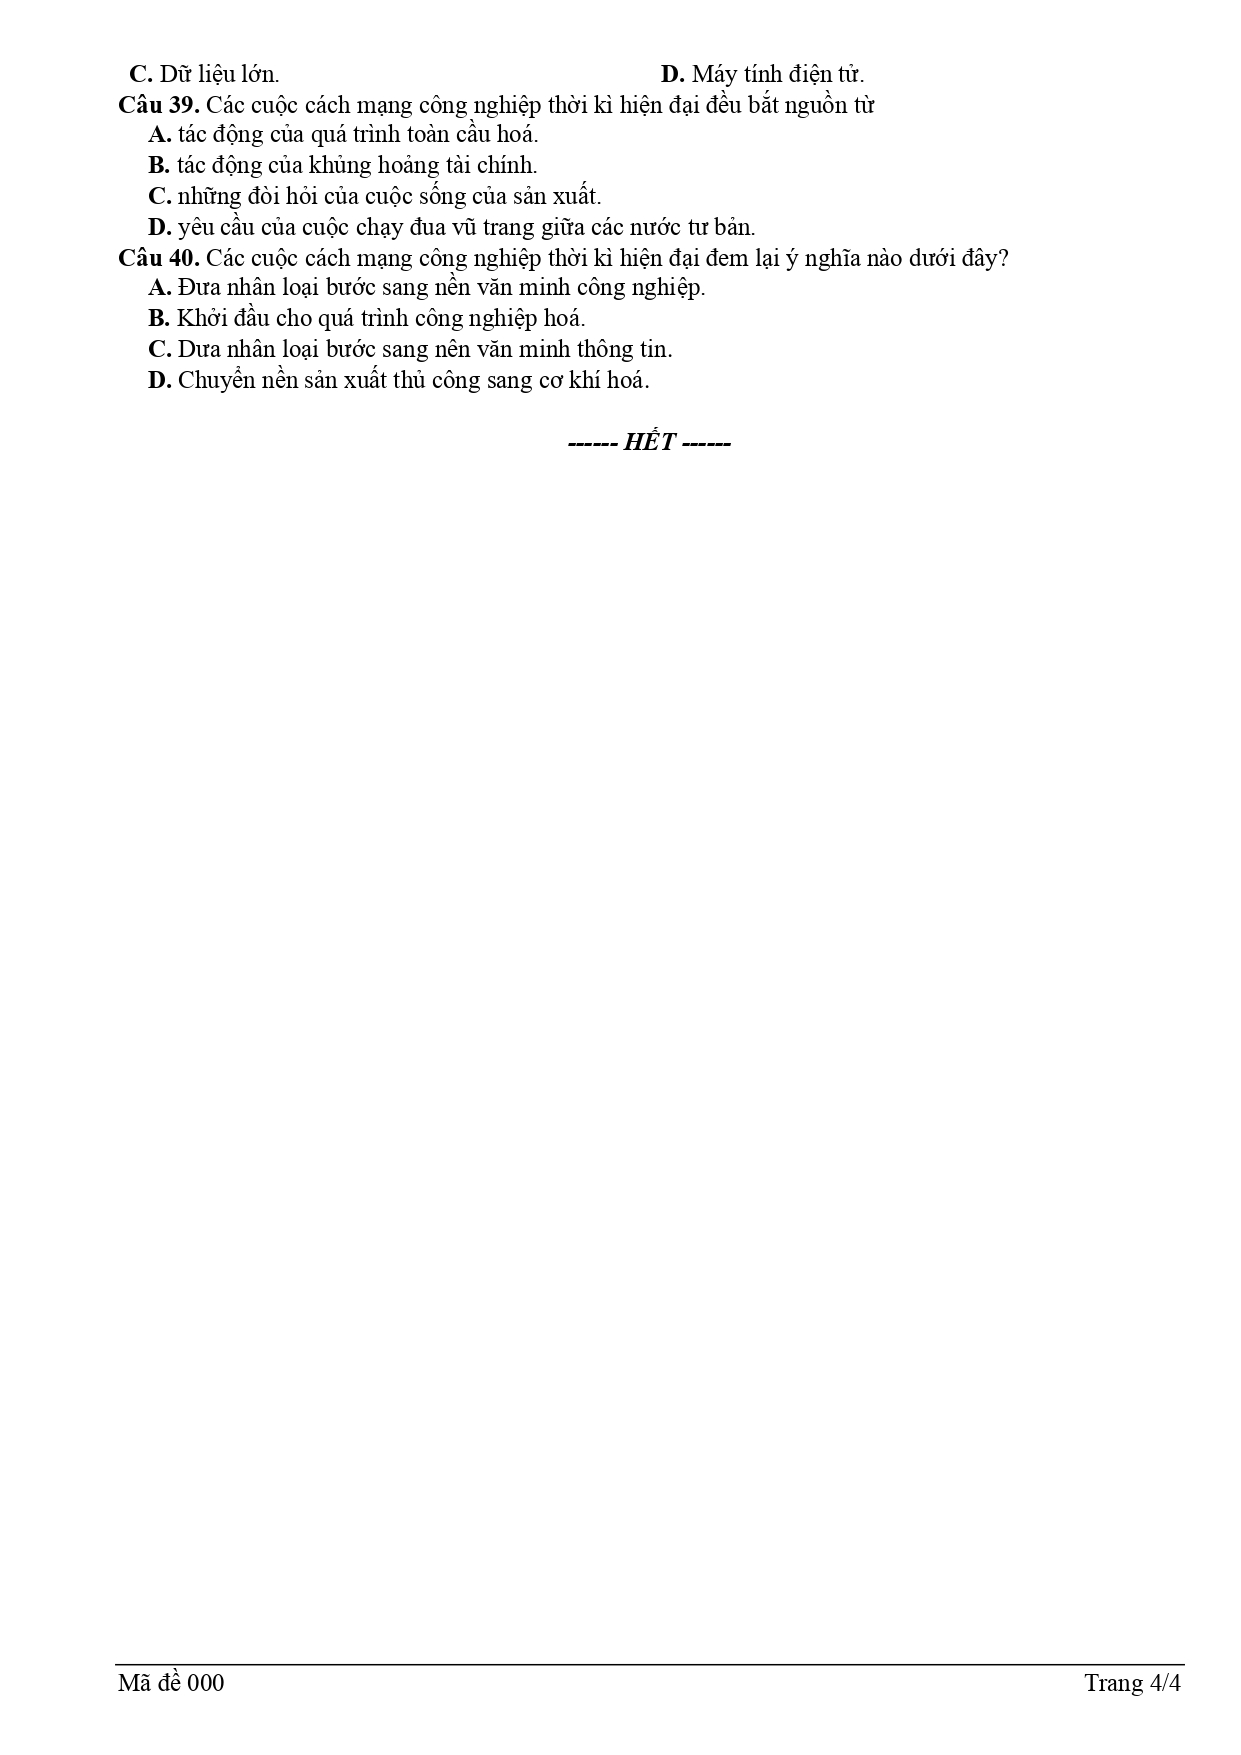 C. Dữ liệu lớn. D. Máy tính điện tử.
Câu 39. Các cuộc cách mạng công nghiệp thời kì hiện đại đều bắt nguồn từ
A. tác động của quá trình toàn cầu hoá.
B. tác động của khủng hoảng tài chính.
C. những đòi hỏi của cuộc sống của sản xuất.
D. yêu cầu của cuộc chạy đua vũ trang giữa các nước tư bản.
Câu 40. Các cuộc cách mạng công nghiệp thời kì hiện đại đem lại ý nghĩa nào dưới đây?
A. Đưa nhân loại bước sang nền văn minh công nghiệp.
B. Khởi đầu cho quá trình công nghiệp hoá.
C. Dưa nhân loại bước sang nên văn minh thông tin.
D. Chuyển nền sản xuất thủ công sang cơ khí hoá.
------ HẾT ------
Mã đề 000 Trang 4/4